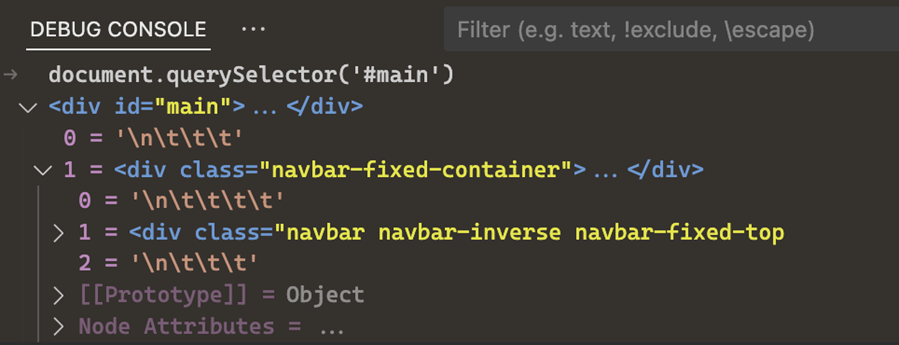 DEBUG CONSOLE ... Filter (e.g. text, !exclude, \escape)
document.querySelector('#main')
<div id="main">...</div>
0 = '\n\t\t\t'
1 = <div class="navbar-fixed-container">...</div>
0 = '\n\t\t\t\t'
1 = <div class="navbar navbar-inverse navbar-fixed-top
2 = '\n\t\t\t'
[[Prototype]] = Object
Node Attributes = ...